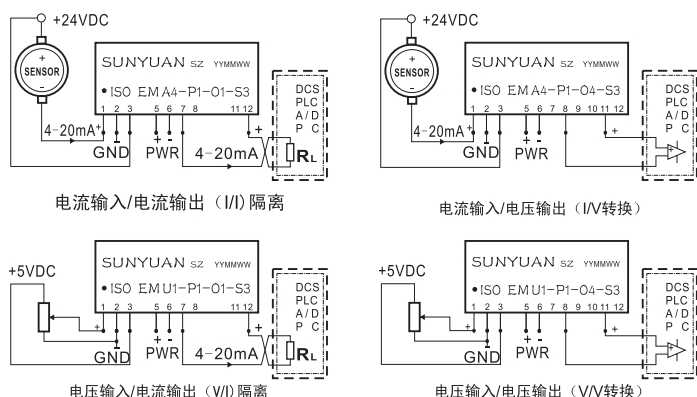 +24VDC
+
SENSOR
-
SUNYUAN SZ YYMMWW
ISO EM A4-P1-O1-S3
1 2 3 5 6 7 8 11 12
DCS
PLC
A/D
P C
4-20mA+
GND
+ -
PWR
4-20mA
+
RL
电流输入/电流输出（I/I）隔离
+24VDC
+
SENSOR
-
SUNYUAN SZ YYMMWW
ISO EM A4-P1-O4-S3
1 2 3 5 6 7 8 9 10 11 12
DCS
PLC
A/D
P C
4-20mA+
GND
+ -
PWR
+
+
电流输入/电压输出（I/V转换）
+5VDC
SUNYUAN SZ YYMMWW
ISO EM U1-P1-O1-S3
1 2 3 5 6 7 8 11 12
DCS
PLC
A/D
P C
+
GND
+ -
PWR
4-20mA
+
RL
电压输入/电流输出（V/I）隔离
+5VDC
SUNYUAN SZ YYMMWW
ISO EM U1-P1-O4-S3
1 2 3 5 6 7 8 9 10 11 12
DCS
PLC
A/D
P C
+
GND
+ -
PWR
+
+
电压输入/电压输出（V/V转换）